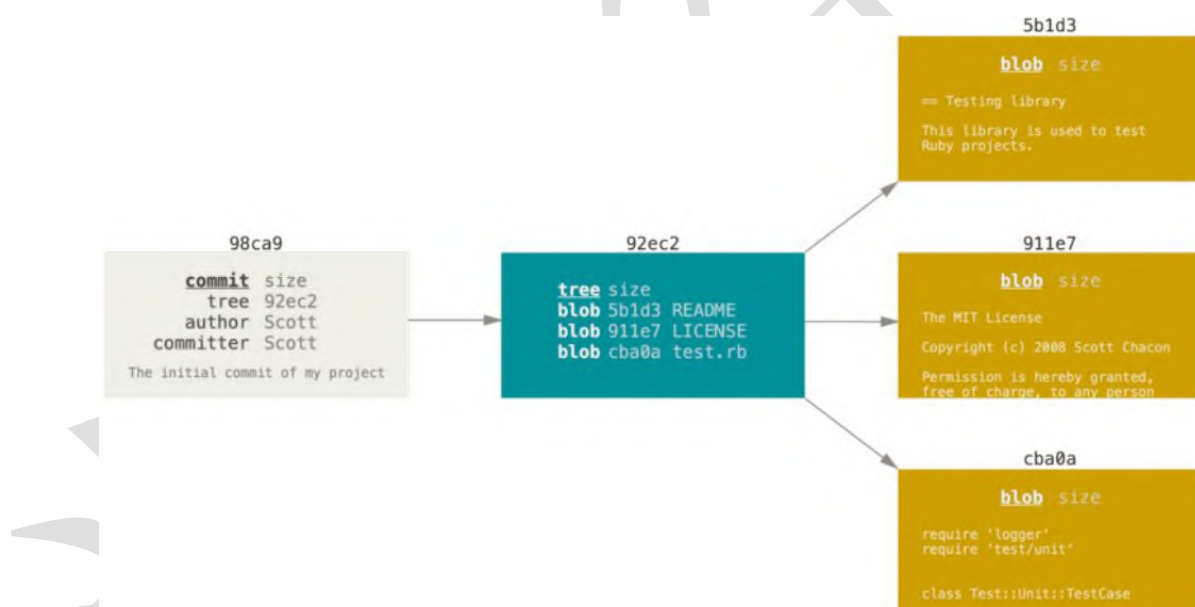 98ca9
commit size
tree 92ec2
author Scott
committer Scott
The initial commit of my project
92ec2
tree size
blob 5b1d3 README
blob 911e7 LICENSE
blob cba0a test.rb
5b1d3
blob size
== Testing library
This library is used to test
Ruby projects.
911e7
blob size
The MIT License
Copyright (c) 2008 Scott Chacon
Permission is hereby granted,
free of charge, to any person
cba0a
blob size
require 'logger'
require 'test/unit'
class Test::Unit::TestCase